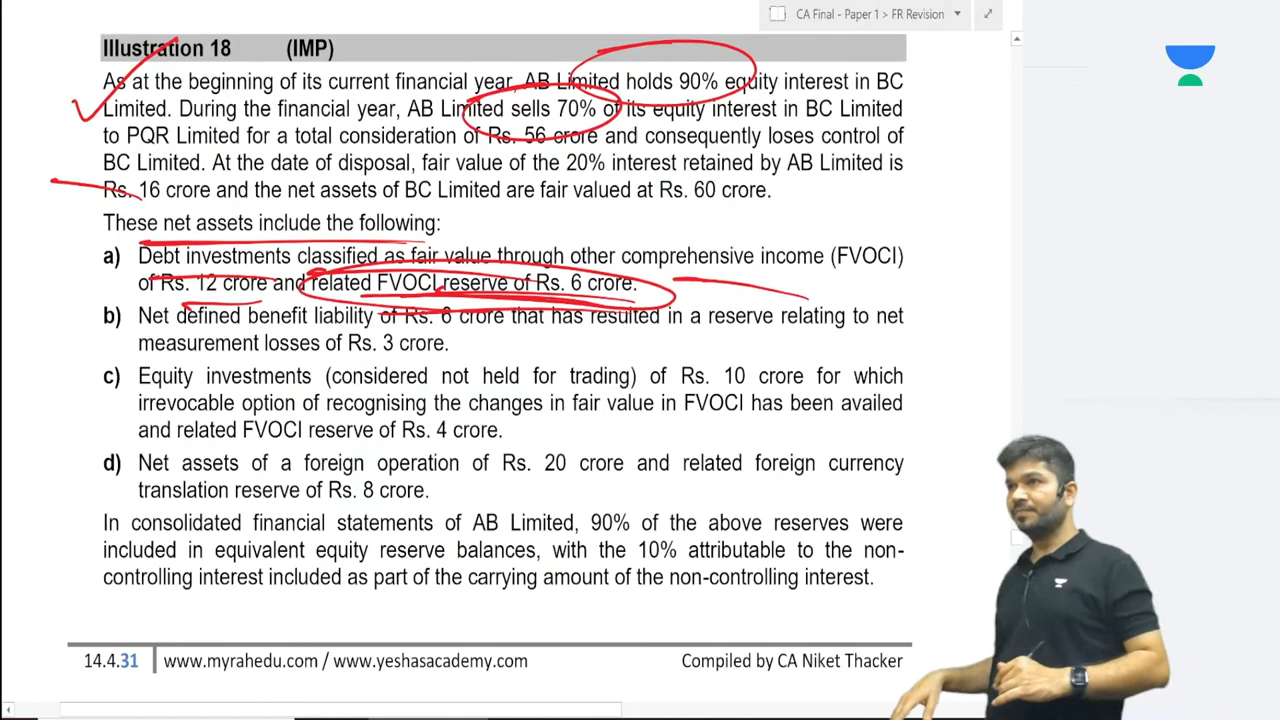 CA Final - Paper 1 > FR Revision
Illustration 18 (IMP)
As at the beginning of its current financial year, AB Limited holds 90% equity interest in BC
Limited. During the financial year, AB Limited sells 70% of its equity interest in BC Limited
to PQR Limited for a total consideration of Rs. 56 crore and consequently loses control of
BC Limited. At the date of disposal, fair value of the 20% interest retained by AB Limited is
Rs. 16 crore and the net assets of BC Limited are fair valued at Rs. 60 crore.
These net assets include the following:
a) Debt investments classified as fair value through other comprehensive income (FVOCI)
of Rs. 12 crore and related FVOCI reserve of Rs. 6 crore.
b) Net defined benefit liability of Rs. 6 crore that has resulted in a reserve relating to net
measurement losses of Rs. 3 crore.
c) Equity investments (considered not held for trading) of Rs. 10 crore for which
irrevocable option of recognising the changes in fair value in FVOCI has been availed
and related FVOCI reserve of Rs. 4 crore.
d) Net assets of a foreign operation of Rs. 20 crore and related foreign currency
translation reserve of Rs. 8 crore.
In consolidated financial statements of AB Limited, 90% of the above reserves were
included in equivalent equity reserve balances, with the 10% attributable to the non-
controlling interest included as part of the carrying amount of the non-controlling interest.
14.4.31 www.myrahedu.com / www.yeshasacademy.com Compiled by CA Niket Thacker